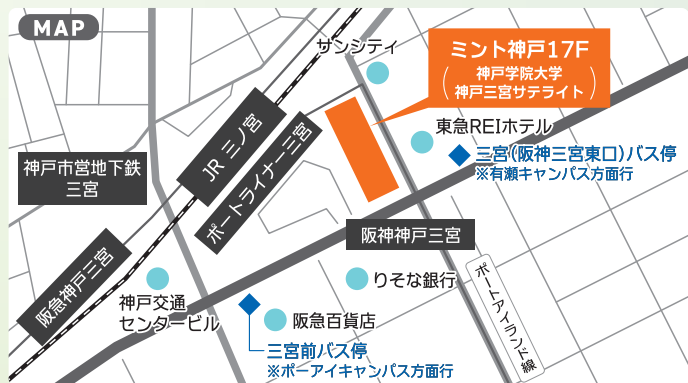 MAP
サンシティ
ミント神戸17F
(神戸学院大学
神戸三宮サテライト)
東急REIホテル
三宮(阪神三宮東口)バス停
※有瀬キャンパス方面行
JR 三ノ宮
ポートライナー三宮
神戸市営地下鉄
三宮
阪神神戸三宮
阪急神戸三宮
神戸交通
センタービル
りそな銀行
阪急百貨店
三宮前バス停
※ポーアイキャンパス方面行
ポートアイランド線